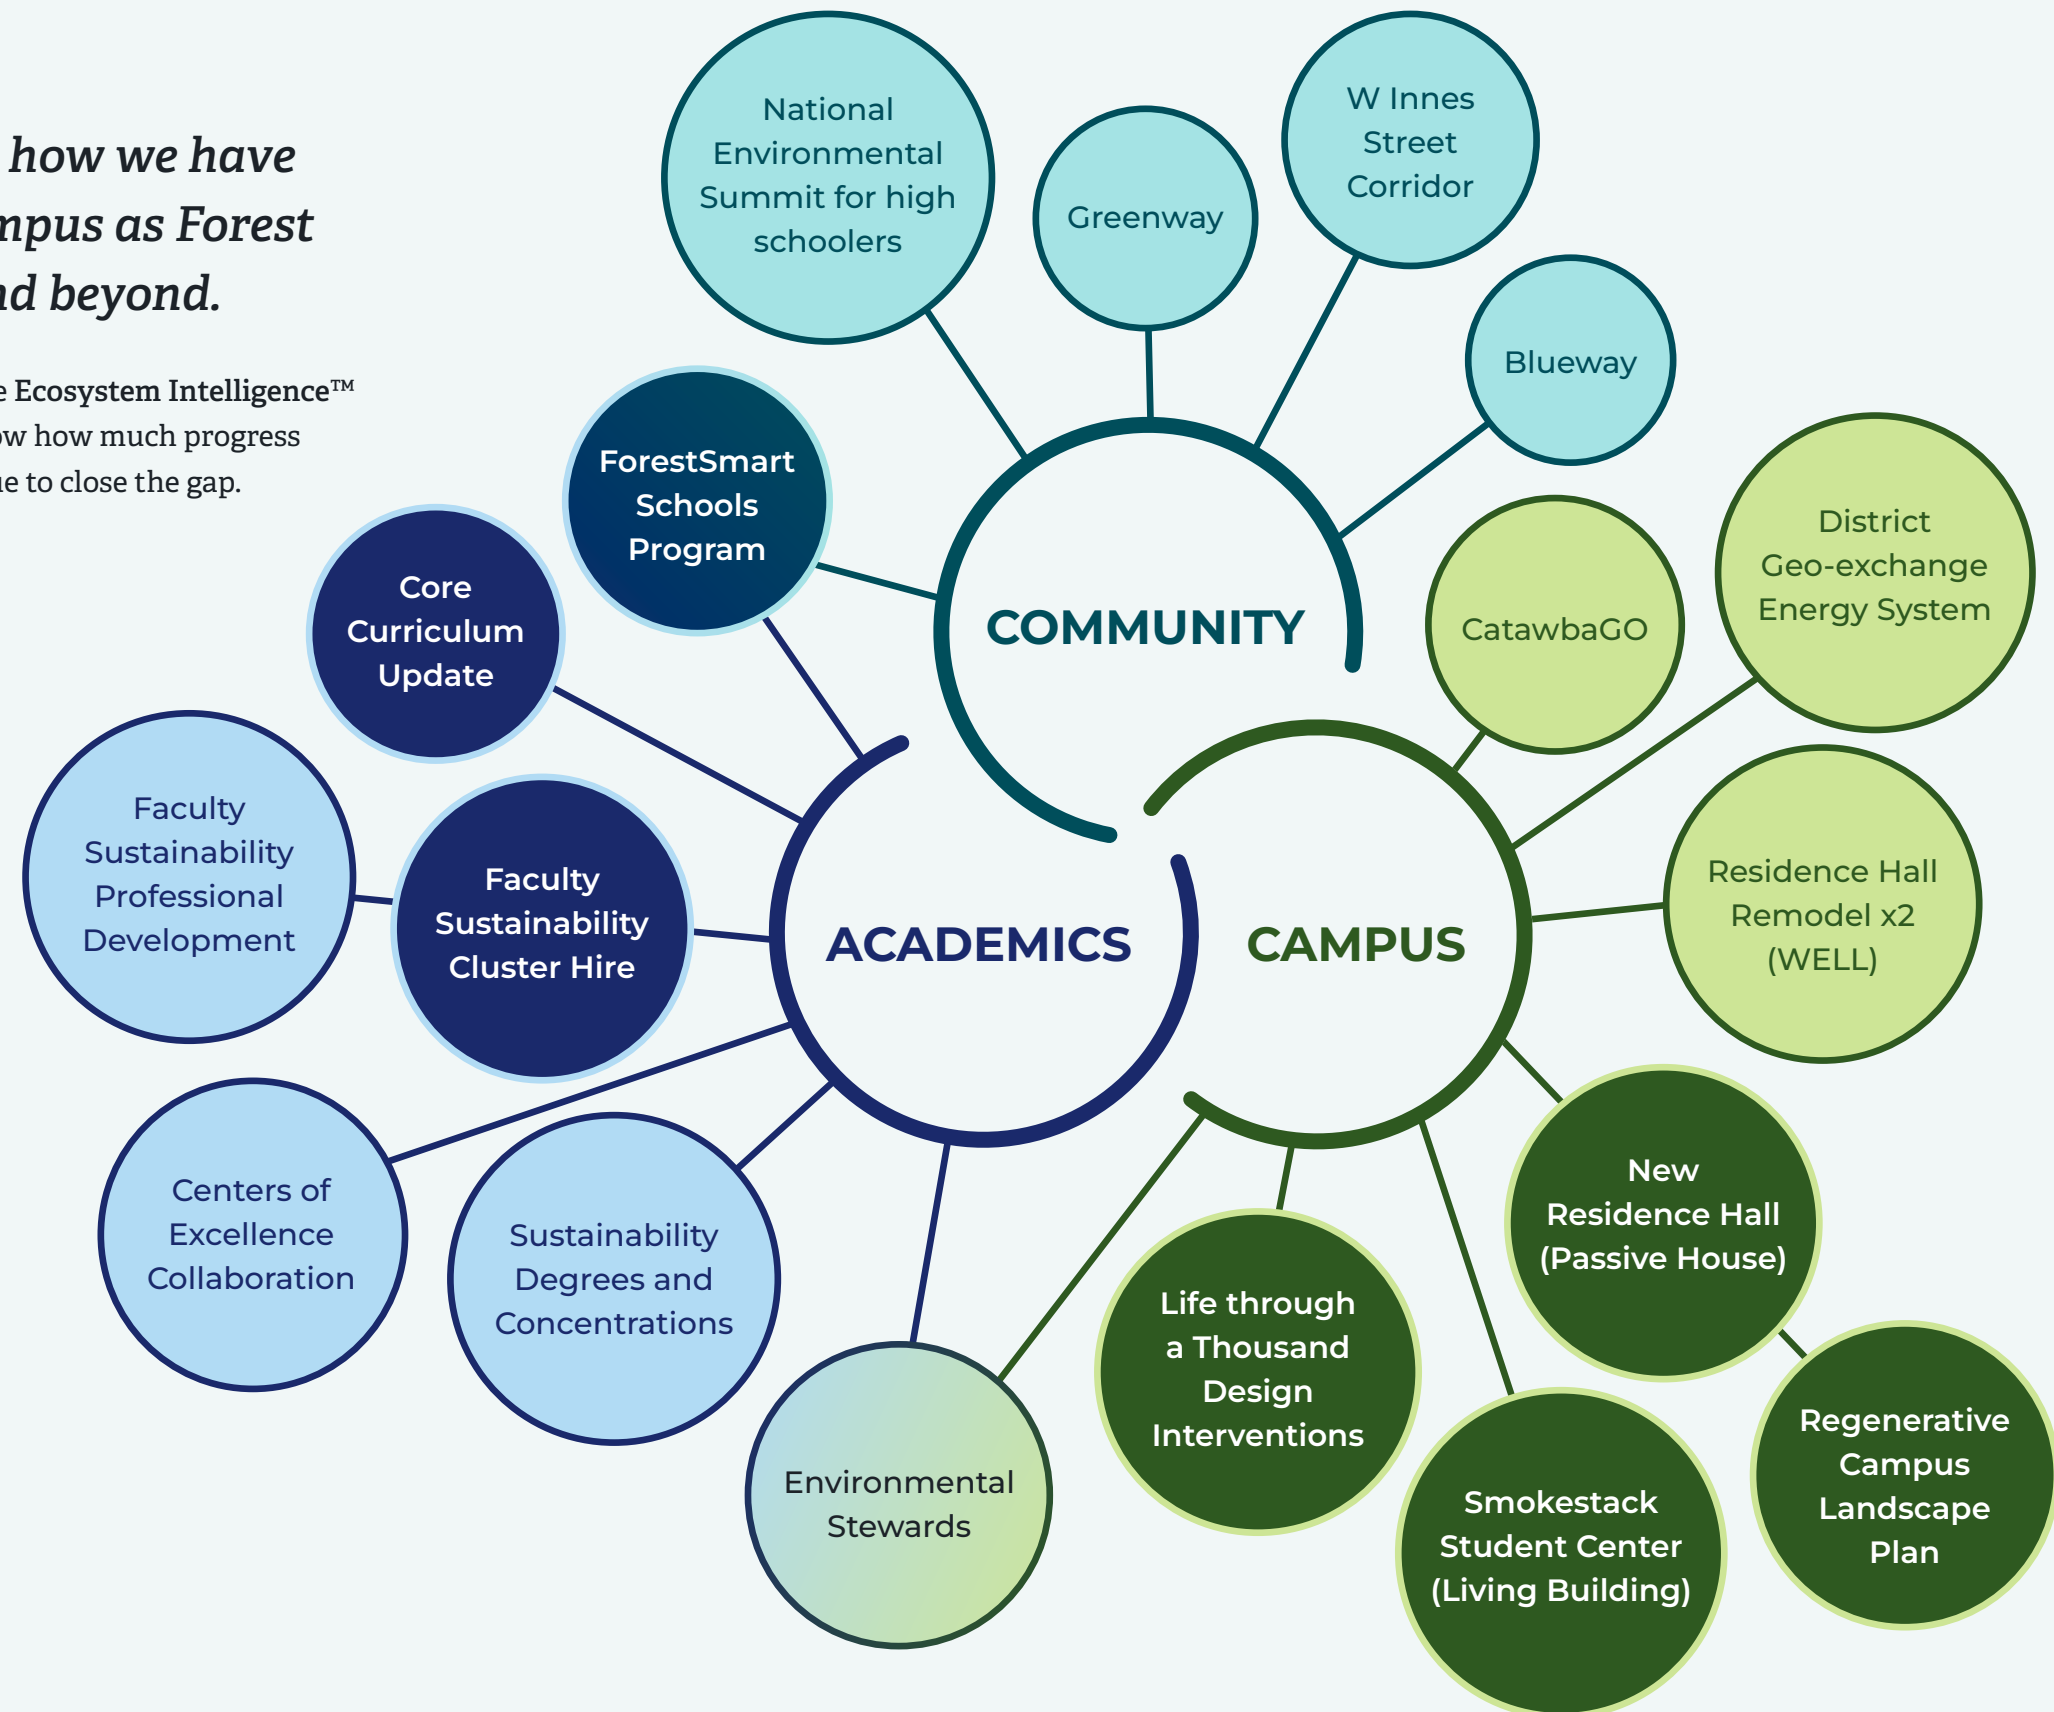 how we have
mpus as Forest
nd beyond.
e Ecosystem Intelligence™
ow how much progress
ue to close the gap.
National
Environmental
Summit for high
schoolers
Greenway
W Innes
Street
Corridor
Blueway
ForestSmart
Schools
Program
Core
Curriculum
Update
COMMUNITY
CatawbaGO
District
Geo-exchange
Energy System
Faculty
Sustainability
Professional
Development
Faculty
Sustainability
Cluster Hire
ACADEMICS
CAMPUS
Residence Hall
Remodel x2
(WELL)
Centers of
Excellence
Collaboration
Sustainability
Degrees and
Concentrations
Environmental
Stewards
Life through
a Thousand
Design
Interventions
New
Residence Hall
(Passive House)
Smokestack
Student Center
(Living Building)
Regenerative
Campus
Landscape
Plan